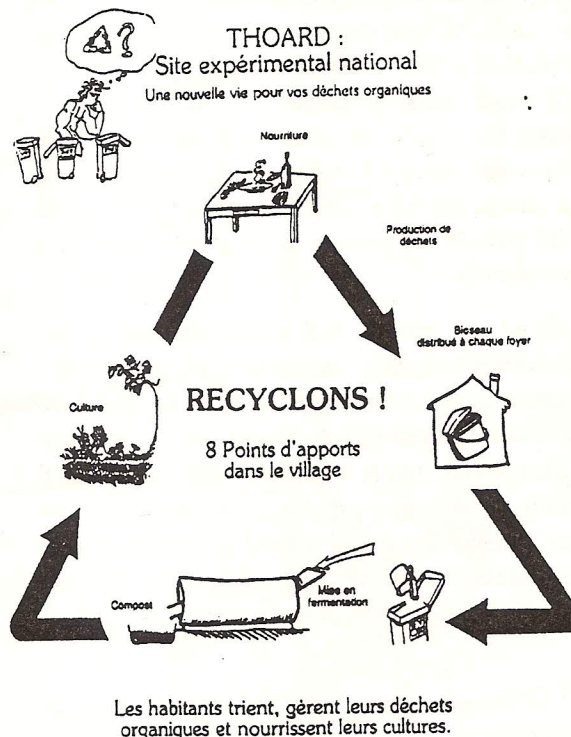 THOARD :
Site expérimental national
Une nouvelle vie pour vos déchets organiques
Nourriture
Production de
déchets
Bioseau
distribué à chaque foyer
Culture
RECYCLONS !
8 Points d'apports
dans le village
Compost
Mise en
fermentation
Les habitants trient, gèrent leurs déchets
organiques et nourrissent leurs cultures.